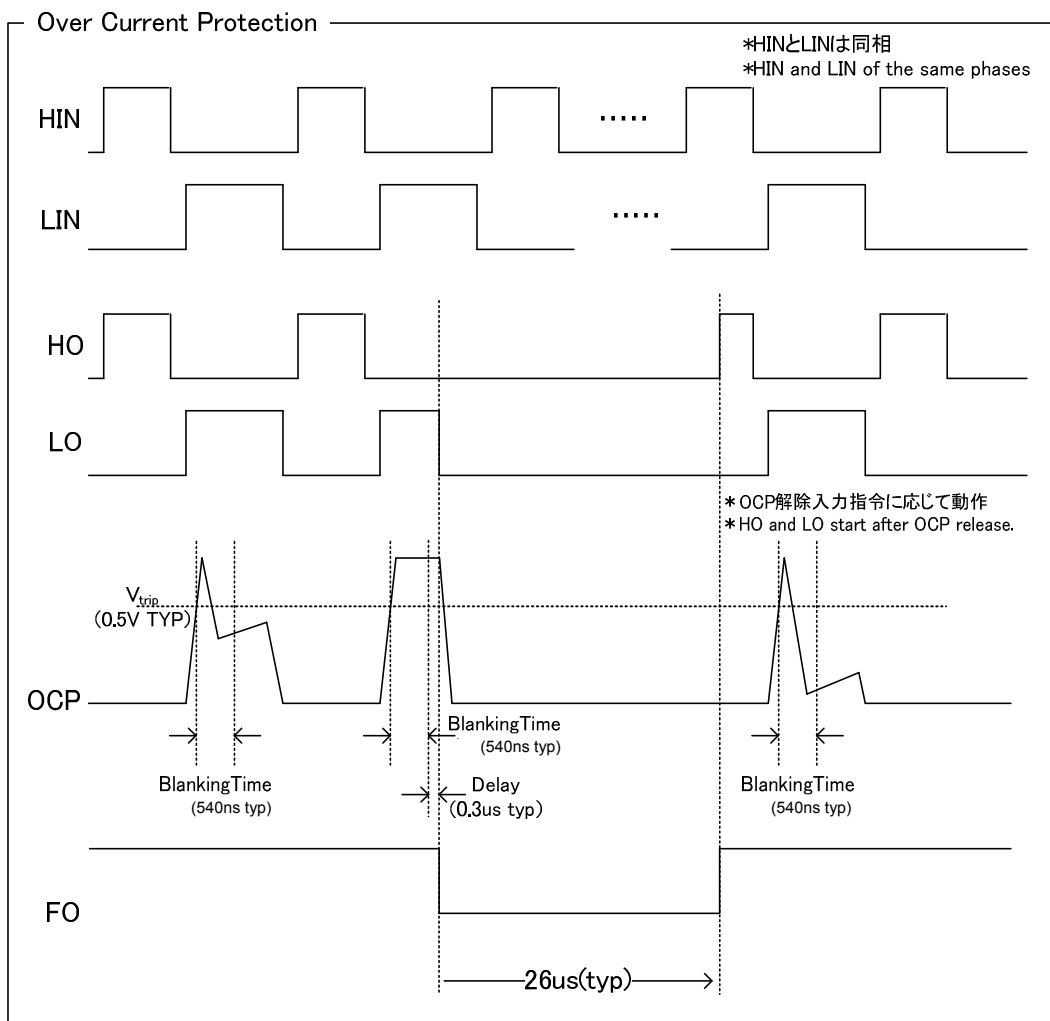 Over Current Protection
*HINとLINは同相
*HIN and LIN of the same phases
HIN
.....
LIN
.....
HO
LO
* OCP解除入力指令に応じて動作
* HO and LO start after OCP release.
Vtrip
(0.5V TYP)
OCP
BlankingTime
(540ns typ)
BlankingTime
(540ns typ)
BlankingTime
(540ns typ)
Delay
(0.3us typ)
FO
26us(typ)